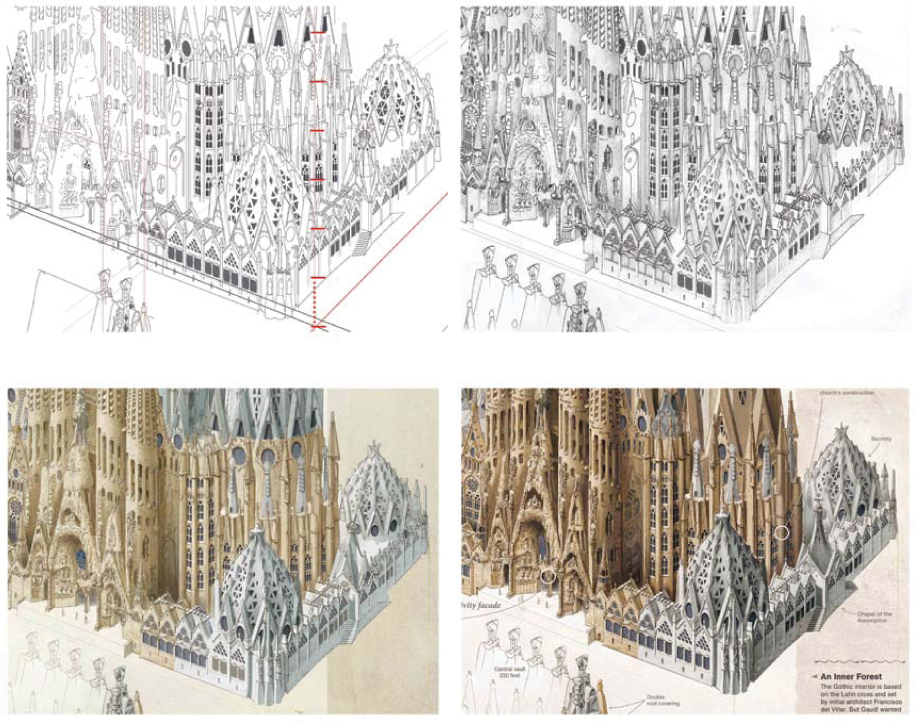 church's construction
Sacristy
Chapel of the
Assumption
vity facade
Central vault
230 feet
Double
roof covering
An Inner Forest
The Gothic interior is based
on the Latin cross and set
by initial architect Francisco
del Villar. But Gaudí wanted